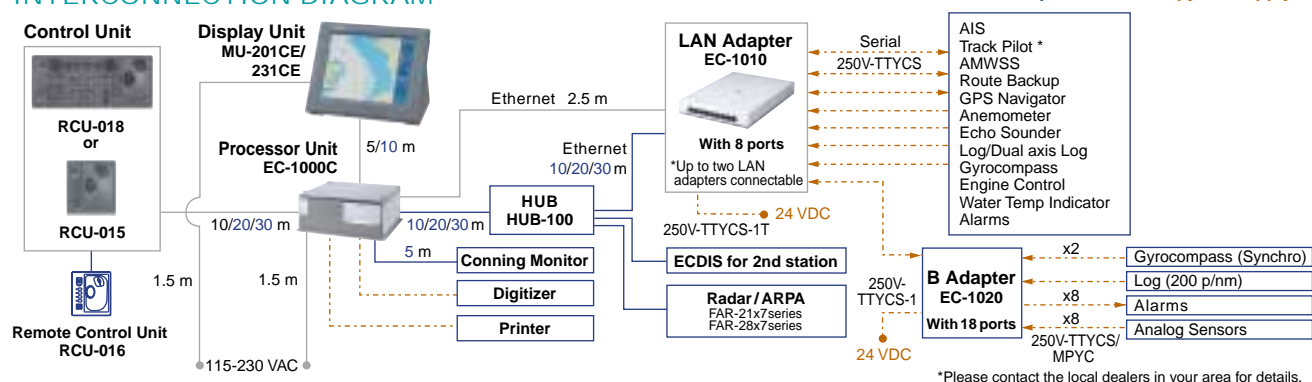 INTERCONNECTION DIAGRAM
Control Unit
RCU-018
or
RCU-015
Remote Control Unit
RCU-016
Display Unit
MU-201CE/
231CE
Processor Unit
EC-1000C
5/10 m
Ethernet 2.5 m
Ethernet
10/20/30 m
10/20/30 m
10/20/30 m
5 m
1.5 m
1.5 m
115-230 VAC
HUB
HUB-100
Conning Monitor
Digitizer
Printer
ECDIS for 2nd station
Radar/ARPA
FAR-21x7series
FAR-28x7series
LAN Adapter
EC-1010
With 8 ports
*Up to two LAN
adapters connectable
Serial
250V-TTYCS
24 VDC
250V-TTYCS-1T
AIS
Track Pilot *
AMWSS
Route Backup
GPS Navigator
Anemometer
Echo Sounder
Log/Dual axis Log
Gyrocompass
Engine Control
Water Temp Indicator
Alarms
250V-
TTYCS-1
24 VDC
B Adapter
EC-1020
With 18 ports
x2
x8
x8
250V-TTYCS/
MPYC
Gyrocompass (Synchro)
Log (200 p/nm)
Alarms
Analog Sensors
*Please contact the local dealers in your area for details.